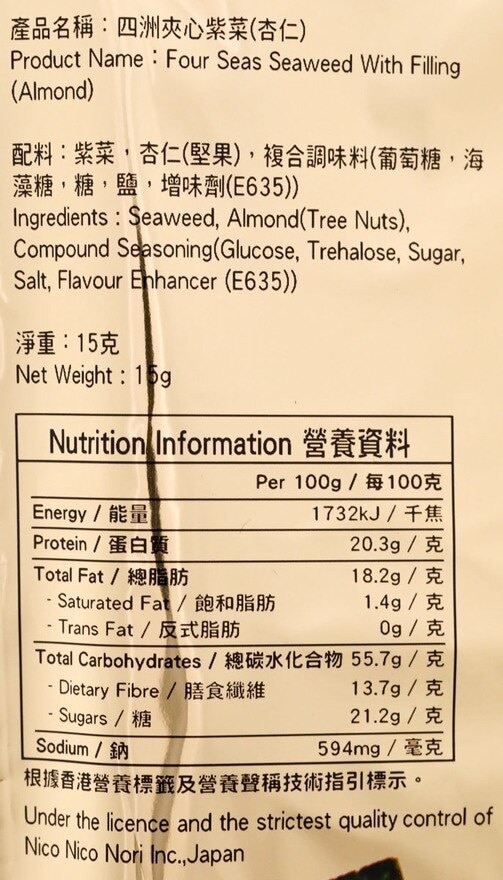 產品名稱：四洲夾心紫菜(杏仁)
Product Name：Four Seas Seaweed With Filling
(Almond)
配料：紫菜，杏仁(堅果)，複合調味料(葡萄糖，海
藻糖，糖，鹽，增味劑(E635))
Ingredients：Seaweed, Almond(Tree Nuts),
Compound Seasoning(Glucose, Trehalose, Sugar,
Salt, Flavour Enhancer (E635))
淨重：15克
Net Weight：15g
Nutrition Information 營養資料
Per 100g / 每100克
Energy / 能量 1732kJ / 千焦
Protein / 蛋白質 20.3g / 克
Total Fat / 總脂肪 18.2g / 克
- Saturated Fat / 飽和脂肪 1.4g / 克
- Trans Fat / 反式脂肪 0g / 克
Total Carbohydrates / 總碳水化合物 55.7g / 克
- Dietary Fibre / 膳食纖維 13.7g / 克
- Sugars / 糖 21.2g / 克
Sodium / 鈉 594mg / 毫克
根據香港營養標籤及營養聲稱技術指引標示。
Under the licence and the strictest quality control of
Nico Nico Nori Inc.,Japan